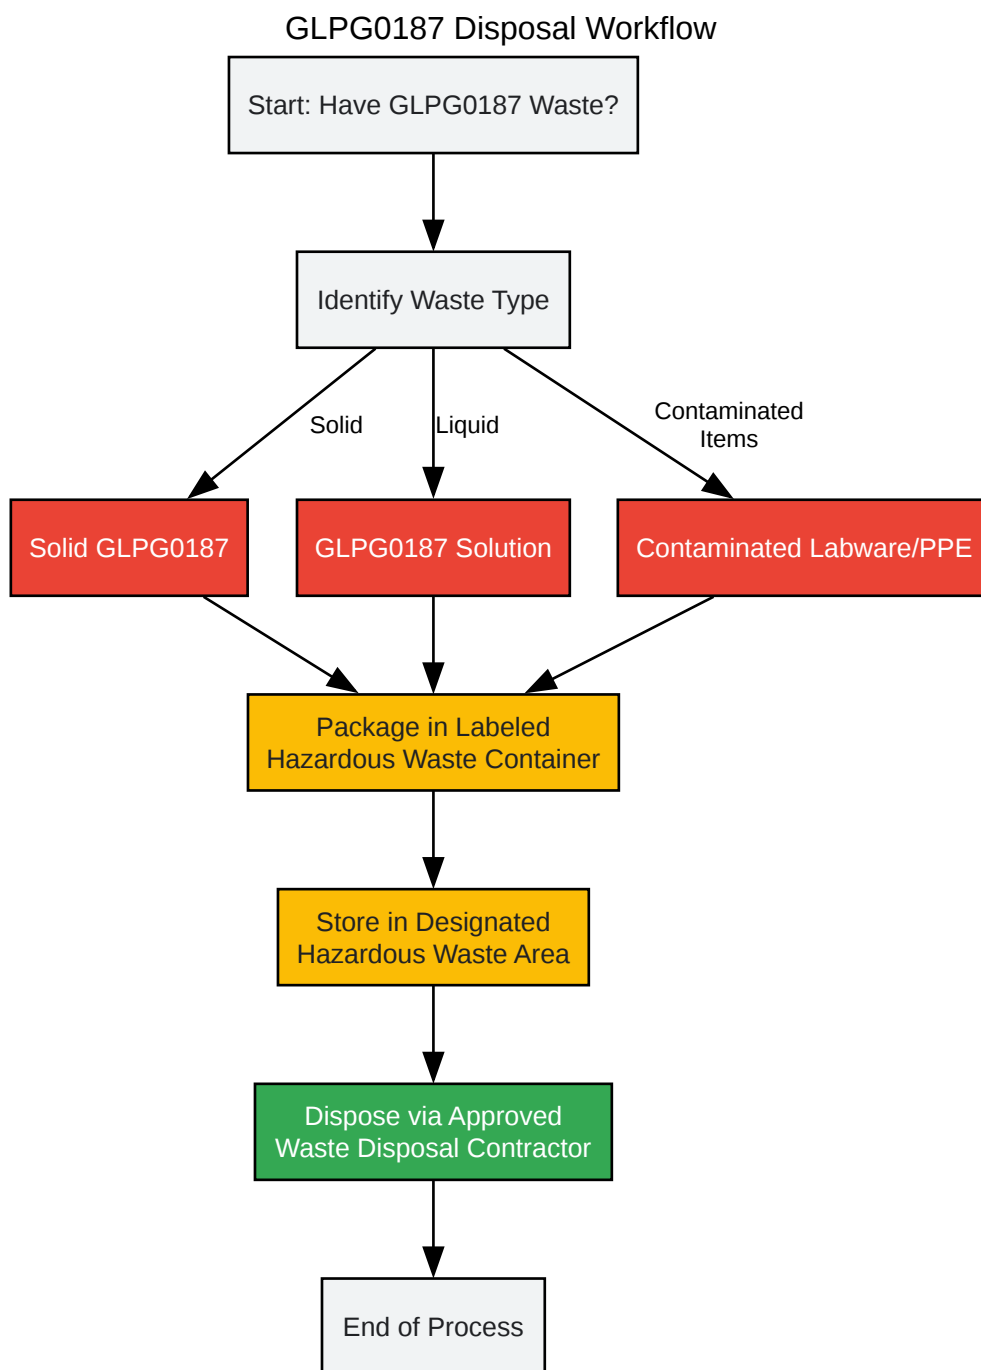 GLPG0187 Disposal Workflow
Start: Have GLPG0187 Waste?
Identify Waste Type
Solid
Liquid
Contaminated
Items
Solid GLPG0187
GLPG0187 Solution
Contaminated Labware/PPE
Package in Labeled
Hazardous Waste Container
Store in Designated
Hazardous Waste Area
Dispose via Approved
Waste Disposal Contractor
End of Process